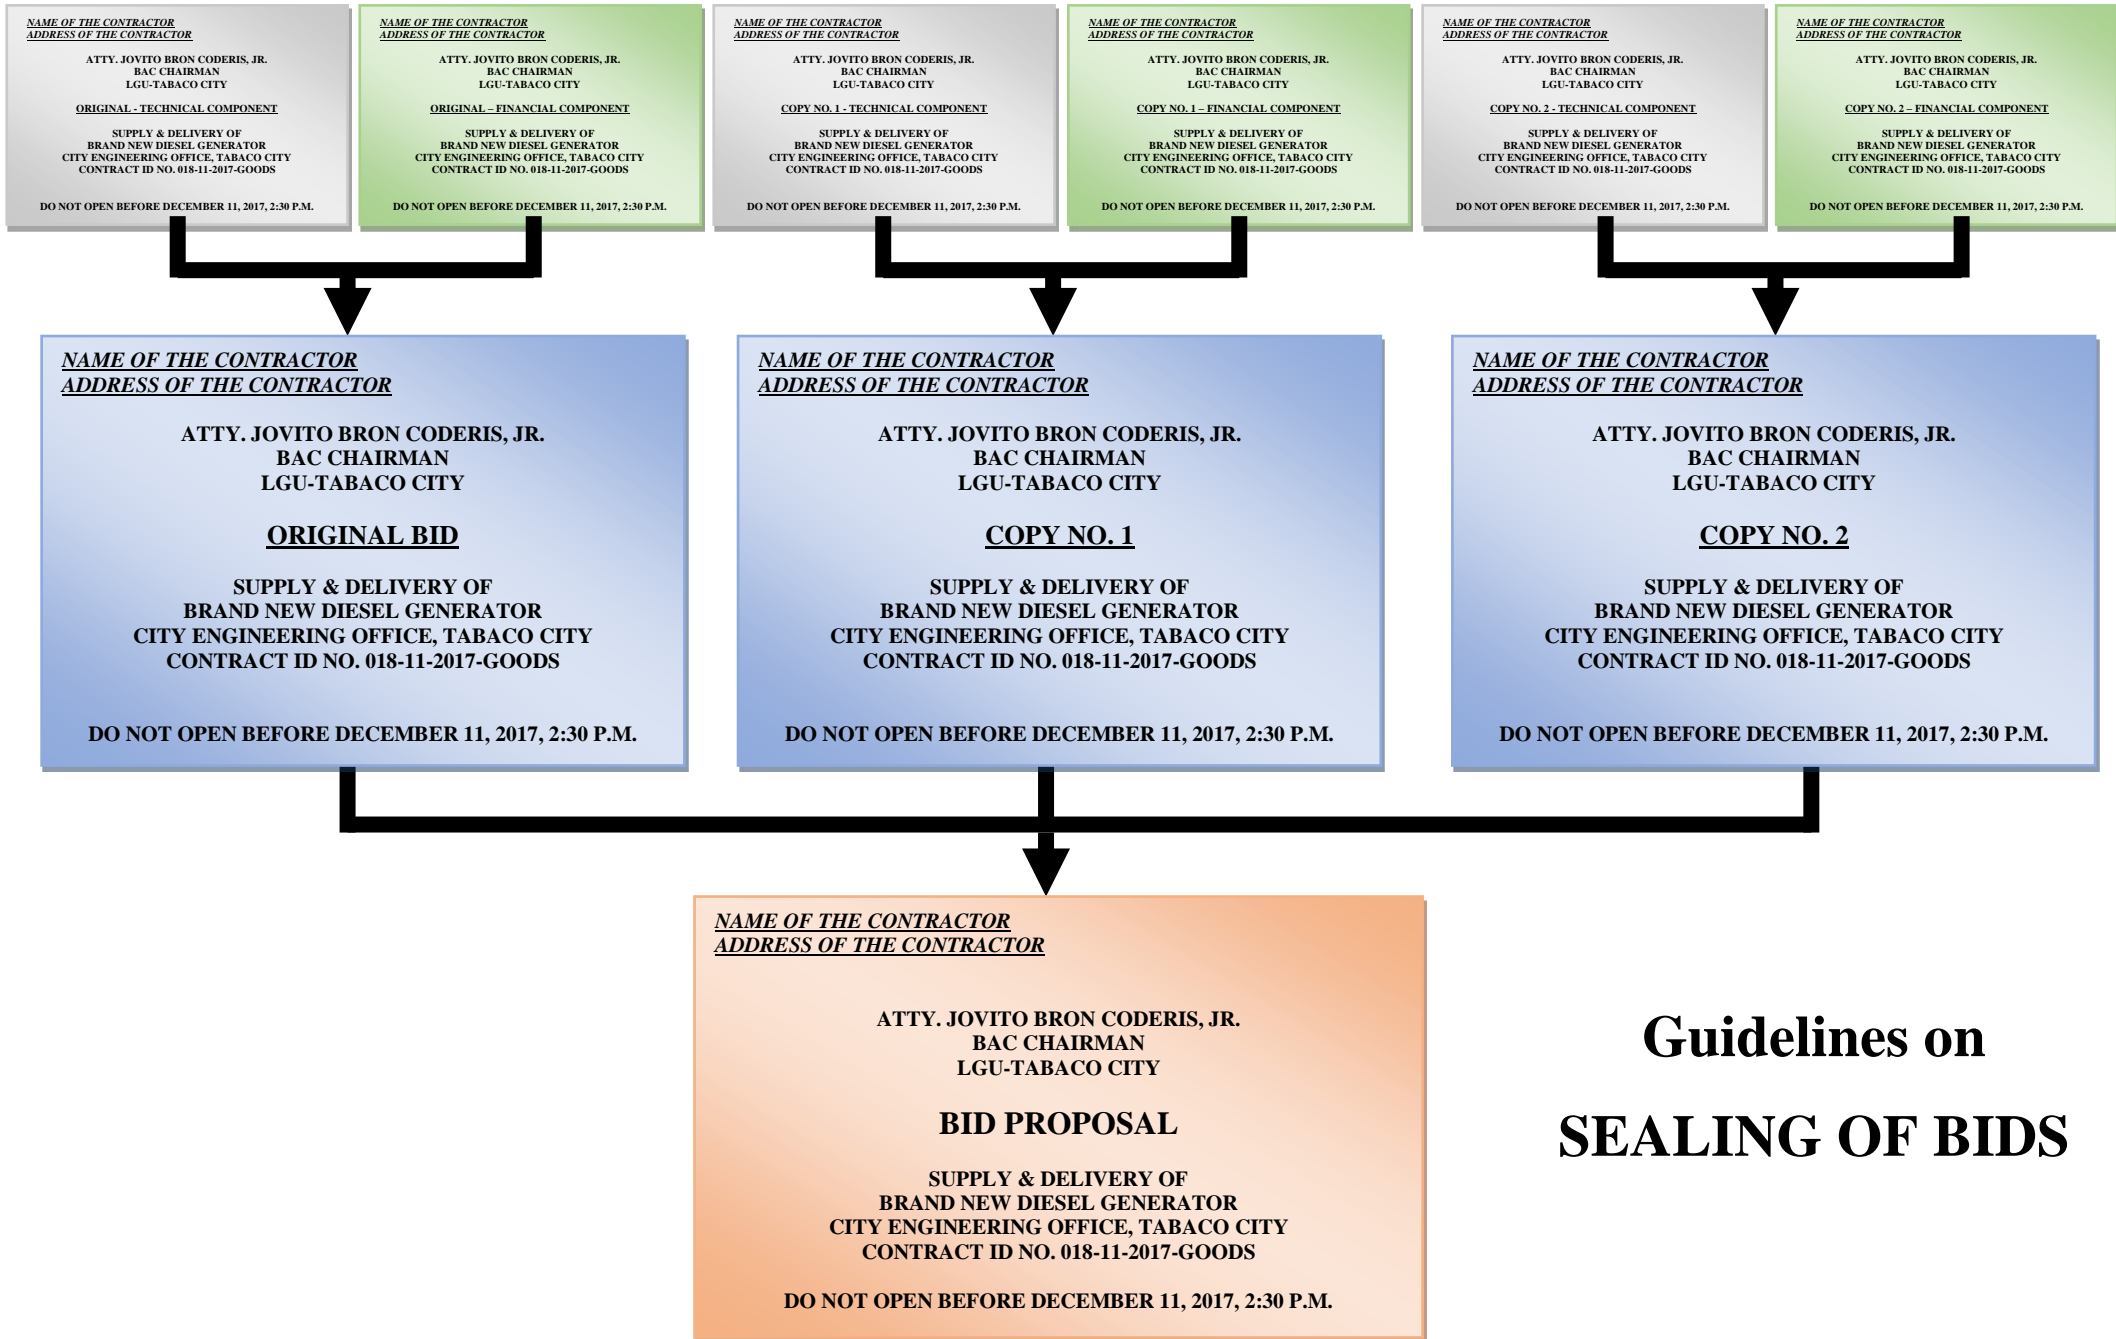 NAME OF THE CONTRACTOR
ADDRESS OF THE CONTRACTOR
ATTY. JOVITO BRON CODERIS, JR.
BAC CHAIRMAN
LGU-TABACO CITY
ORIGINAL - TECHNICAL COMPONENT
SUPPLY & DELIVERY OF
BRAND NEW DIESEL GENERATOR
CITY ENGINEERING OFFICE, TABACO CITY
CONTRACT ID NO. 018-11-2017-GOODS
DO NOT OPEN BEFORE DECEMBER 11, 2017, 2:30 P.M.
NAME OF THE CONTRACTOR
ADDRESS OF THE CONTRACTOR
ATTY. JOVITO BRON CODERIS, JR.
BAC CHAIRMAN
LGU-TABACO CITY
ORIGINAL – FINANCIAL COMPONENT
SUPPLY & DELIVERY OF
BRAND NEW DIESEL GENERATOR
CITY ENGINEERING OFFICE, TABACO CITY
CONTRACT ID NO. 018-11-2017-GOODS
DO NOT OPEN BEFORE DECEMBER 11, 2017, 2:30 P.M.
NAME OF THE CONTRACTOR
ADDRESS OF THE CONTRACTOR
ATTY. JOVITO BRON CODERIS, JR.
BAC CHAIRMAN
LGU-TABACO CITY
COPY NO. 1 - TECHNICAL COMPONENT
SUPPLY & DELIVERY OF
BRAND NEW DIESEL GENERATOR
CITY ENGINEERING OFFICE, TABACO CITY
CONTRACT ID NO. 018-11-2017-GOODS
DO NOT OPEN BEFORE DECEMBER 11, 2017, 2:30 P.M.
NAME OF THE CONTRACTOR
ADDRESS OF THE CONTRACTOR
ATTY. JOVITO BRON CODERIS, JR.
BAC CHAIRMAN
LGU-TABACO CITY
COPY NO. 1 – FINANCIAL COMPONENT
SUPPLY & DELIVERY OF
BRAND NEW DIESEL GENERATOR
CITY ENGINEERING OFFICE, TABACO CITY
CONTRACT ID NO. 018-11-2017-GOODS
DO NOT OPEN BEFORE DECEMBER 11, 2017, 2:30 P.M.
NAME OF THE CONTRACTOR
ADDRESS OF THE CONTRACTOR
ATTY. JOVITO BRON CODERIS, JR.
BAC CHAIRMAN
LGU-TABACO CITY
COPY NO. 2 - TECHNICAL COMPONENT
SUPPLY & DELIVERY OF
BRAND NEW DIESEL GENERATOR
CITY ENGINEERING OFFICE, TABACO CITY
CONTRACT ID NO. 018-11-2017-GOODS
DO NOT OPEN BEFORE DECEMBER 11, 2017, 2:30 P.M.
NAME OF THE CONTRACTOR
ADDRESS OF THE CONTRACTOR
ATTY. JOVITO BRON CODERIS, JR.
BAC CHAIRMAN
LGU-TABACO CITY
COPY NO. 2 – FINANCIAL COMPONENT
SUPPLY & DELIVERY OF
BRAND NEW DIESEL GENERATOR
CITY ENGINEERING OFFICE, TABACO CITY
CONTRACT ID NO. 018-11-2017-GOODS
DO NOT OPEN BEFORE DECEMBER 11, 2017, 2:30 P.M.
NAME OF THE CONTRACTOR
ADDRESS OF THE CONTRACTOR
ATTY. JOVITO BRON CODERIS, JR.
BAC CHAIRMAN
LGU-TABACO CITY
ORIGINAL BID
SUPPLY & DELIVERY OF
BRAND NEW DIESEL GENERATOR
CITY ENGINEERING OFFICE, TABACO CITY
CONTRACT ID NO. 018-11-2017-GOODS
DO NOT OPEN BEFORE DECEMBER 11, 2017, 2:30 P.M.
NAME OF THE CONTRACTOR
ADDRESS OF THE CONTRACTOR
ATTY. JOVITO BRON CODERIS, JR.
BAC CHAIRMAN
LGU-TABACO CITY
COPY NO. 1
SUPPLY & DELIVERY OF
BRAND NEW DIESEL GENERATOR
CITY ENGINEERING OFFICE, TABACO CITY
CONTRACT ID NO. 018-11-2017-GOODS
DO NOT OPEN BEFORE DECEMBER 11, 2017, 2:30 P.M.
NAME OF THE CONTRACTOR
ADDRESS OF THE CONTRACTOR
ATTY. JOVITO BRON CODERIS, JR.
BAC CHAIRMAN
LGU-TABACO CITY
COPY NO. 2
SUPPLY & DELIVERY OF
BRAND NEW DIESEL GENERATOR
CITY ENGINEERING OFFICE, TABACO CITY
CONTRACT ID NO. 018-11-2017-GOODS
DO NOT OPEN BEFORE DECEMBER 11, 2017, 2:30 P.M.
NAME OF THE CONTRACTOR
ADDRESS OF THE CONTRACTOR
ATTY. JOVITO BRON CODERIS, JR.
BAC CHAIRMAN
LGU-TABACO CITY
BID PROPOSAL
SUPPLY & DELIVERY OF
BRAND NEW DIESEL GENERATOR
CITY ENGINEERING OFFICE, TABACO CITY
CONTRACT ID NO. 018-11-2017-GOODS
DO NOT OPEN BEFORE DECEMBER 11, 2017, 2:30 P.M.
Guidelines on
SEALING OF BIDS